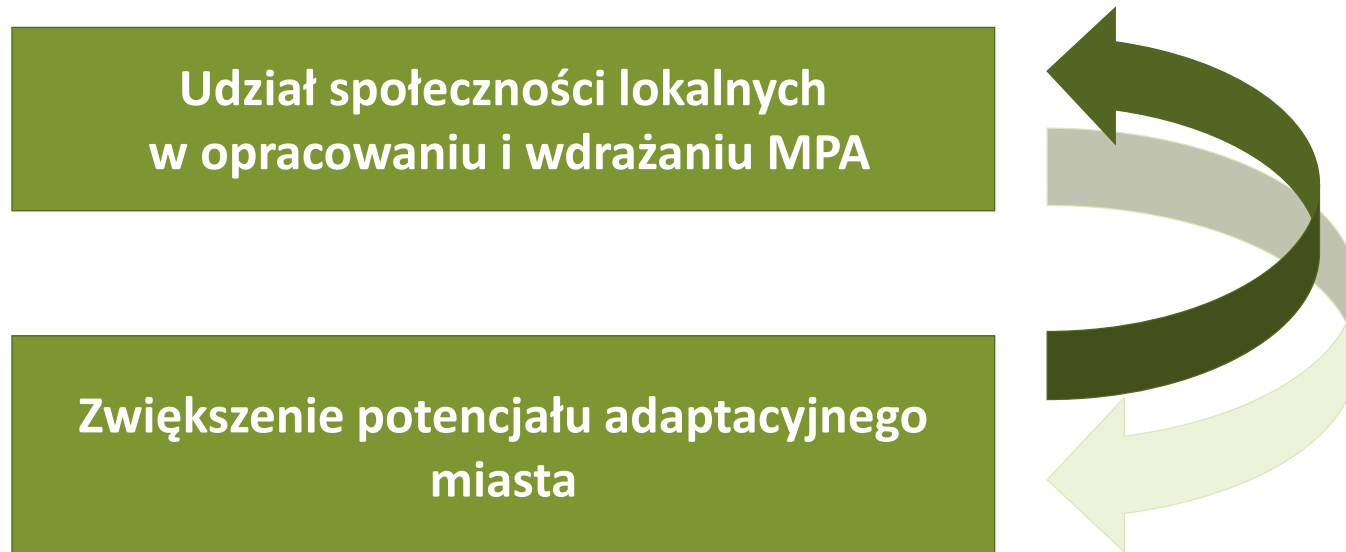 Udział społeczności lokalnych
w opracowaniu i wdrażaniu MPA
Zwiększenie potencjału adaptacyjnego
miasta